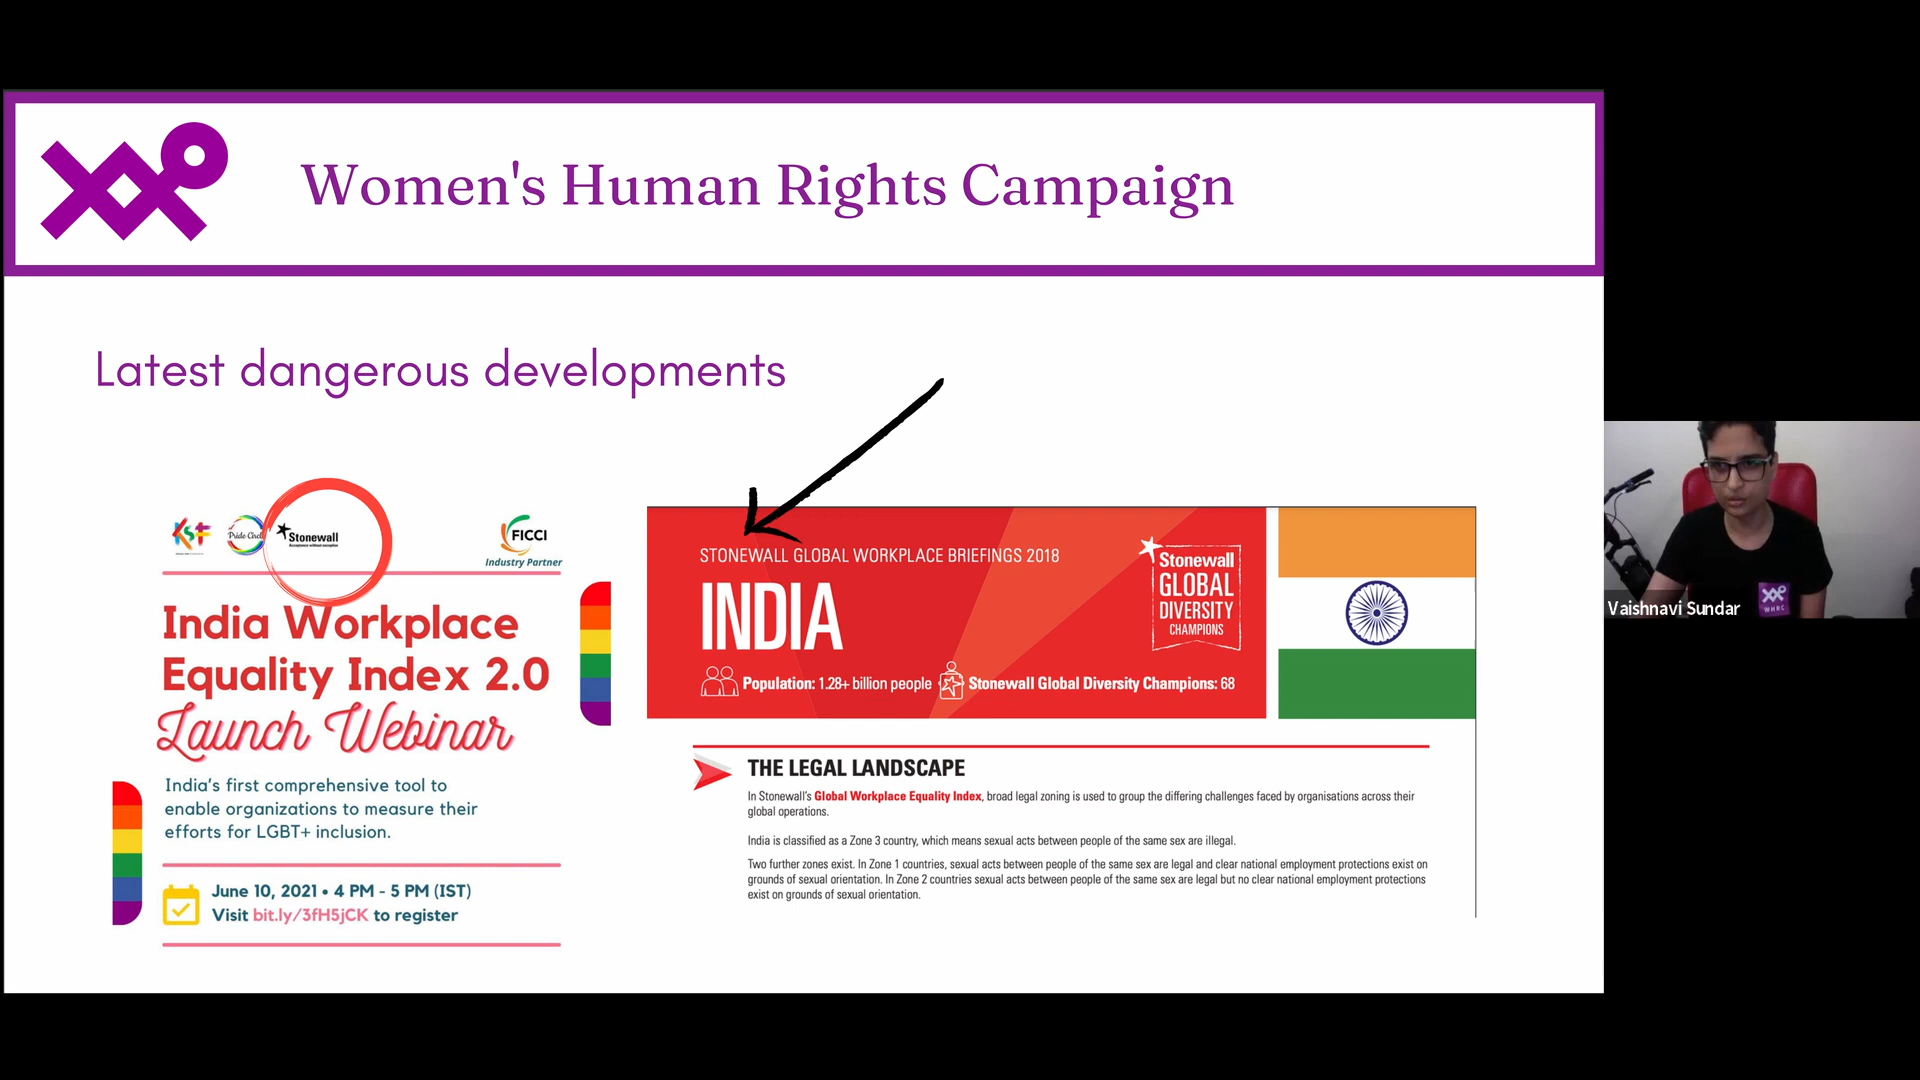 Women's Human Rights Campaign
Latest dangerous developments
KSF
Pride Circle
Stonewall
Acceptance without exception
FICCI
Industry Partner
India Workplace
Equality Index 2.0
Launch Webinar
India's first comprehensive tool to
enable organizations to measure their
efforts for LGBT+ inclusion.
June 10, 2021 • 4 PM - 5 PM (IST)
Visit bit.ly/3fH5jCK to register
STONEWALL GLOBAL WORKPLACE BRIEFINGS 2018
INDIA
Population: 1.28+ billion people
Stonewall Global Diversity Champions: 68
Stonewall
GLOBAL
DIVERSITY
CHAMPIONS
THE LEGAL LANDSCAPE
In Stonewall's Global Workplace Equality Index, broad legal zoning is used to group the differing challenges faced by organisations across their
global operations.
India is classified as a Zone 3 country, which means sexual acts between people of the same sex are illegal.
Two further zones exist. In Zone 1 countries, sexual acts between people of the same sex are legal and clear national employment protections exist on
grounds of sexual orientation. In Zone 2 countries sexual acts between people of the same sex are legal but no clear national employment protections
exist on grounds of sexual orientation.
Vaishnavi Sundar
WHRC